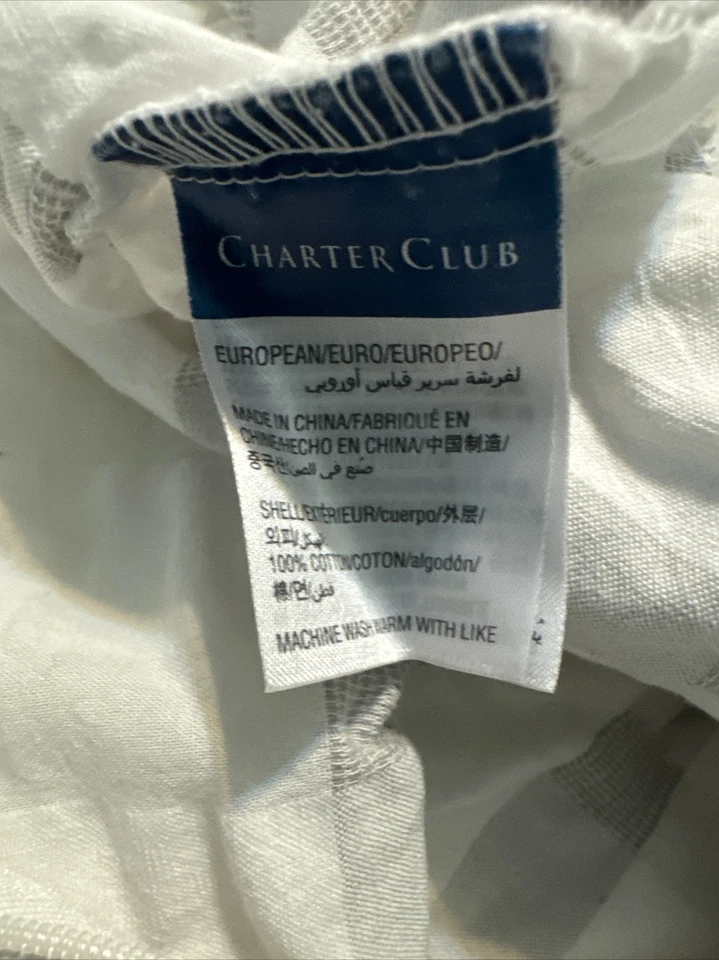 CHARTER CLUB
EUROPEAN/EURO/EUROPEO/
لفرشة سرير قياس أوروبي
MADE IN CHINA/FABRIQUÉ EN
CHINE/HECHO EN CHINA/中国制造/
중국산/صنع في الصين
SHELL/EXTÉRIEUR/cuerpo/外层/
외피/هيكل
100% COTTON/COTON/algodón/
棉/면/قطن
MACHINE WASH WARM WITH LIKE